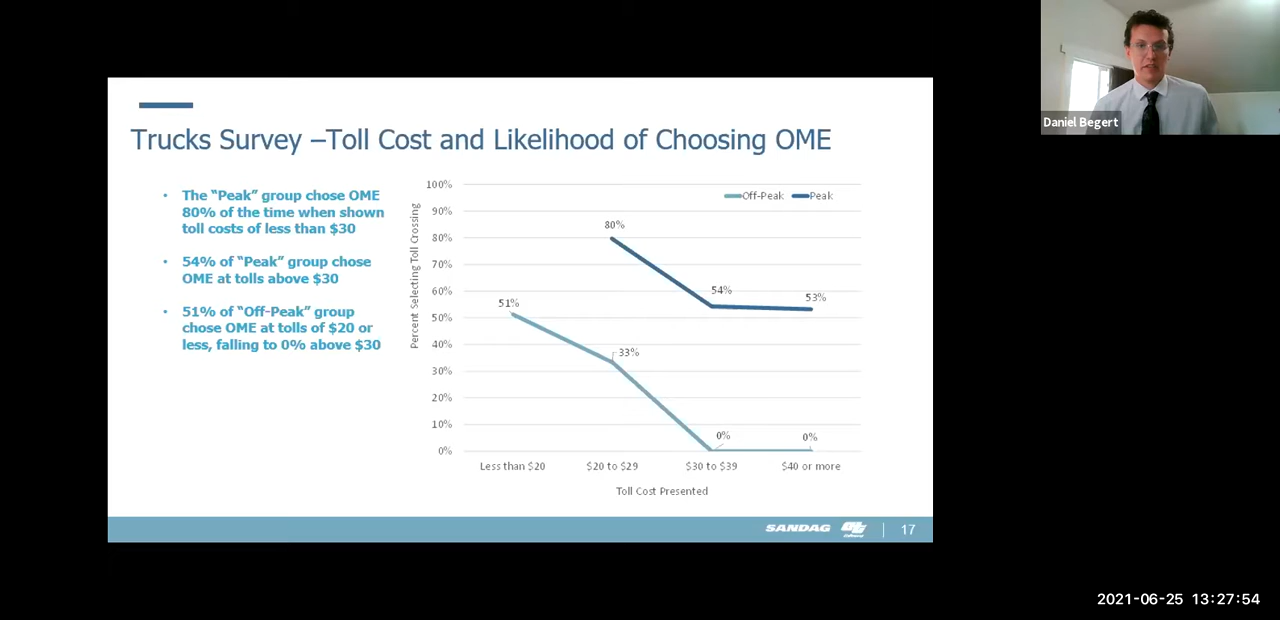 Daniel Begert
Trucks Survey –Toll Cost and Likelihood of Choosing OME
• The “Peak” group chose OME
80% of the time when shown
toll costs of less than $30
• 54% of “Peak” group chose
OME at tolls above $30
• 51% of “Off-Peak” group
chose OME at tolls of $20 or
less, falling to 0% above $30
Percent Selecting Toll Crossing
100%
90%
80%
70%
60%
50%
40%
30%
20%
10%
0%
Off-Peak Peak
80%
54%
53%
51%
33%
0%
0%
Less than $20 $20 to $29 $30 to $39 $40 or more
Toll Cost Presented
SANDAG
17
2021-06-25 13:27:54